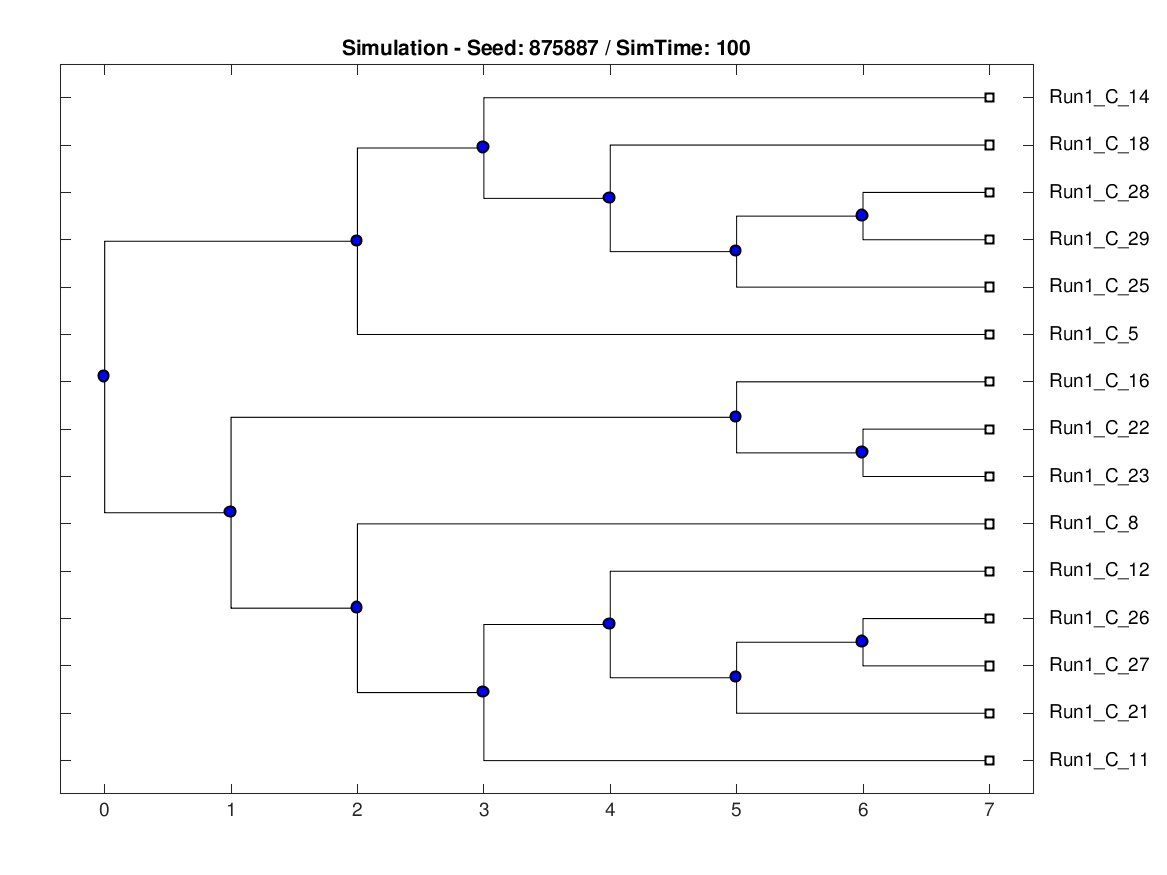 Simulation - Seed: 875887 / SimTime: 100
Run1_C_14
Run1_C_18
Run1_C_28
Run1_C_29
Run1_C_25
Run1_C_5
Run1_C_16
Run1_C_22
Run1_C_23
Run1_C_8
Run1_C_12
Run1_C_26
Run1_C_27
Run1_C_21
Run1_C_11
0 1 2 3 4 5 6 7